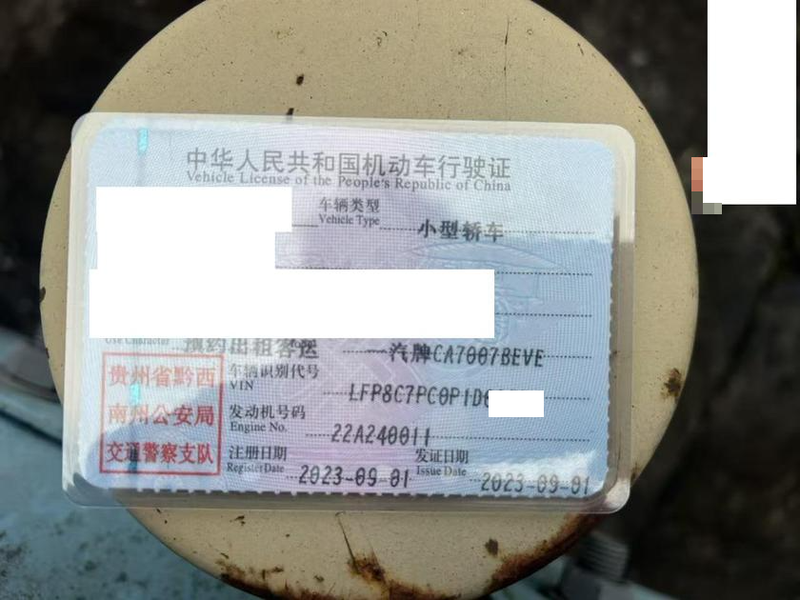 中华人民共和国机动车行驶证
Vehicle License of the People's Republic of China
车辆类型 小型轿车
Vehicle Type
Use Character 预约出租客运 一汽牌CA7007BEVE
贵州省黔西
南州公安局
交通警察支队
车辆识别代号
VIN LFP8C7PC0P1D
发动机号码
Engine No. 22A240011
注册日期 2023-09-01
Register Date
发证日期 2023-09-01
Issue Date